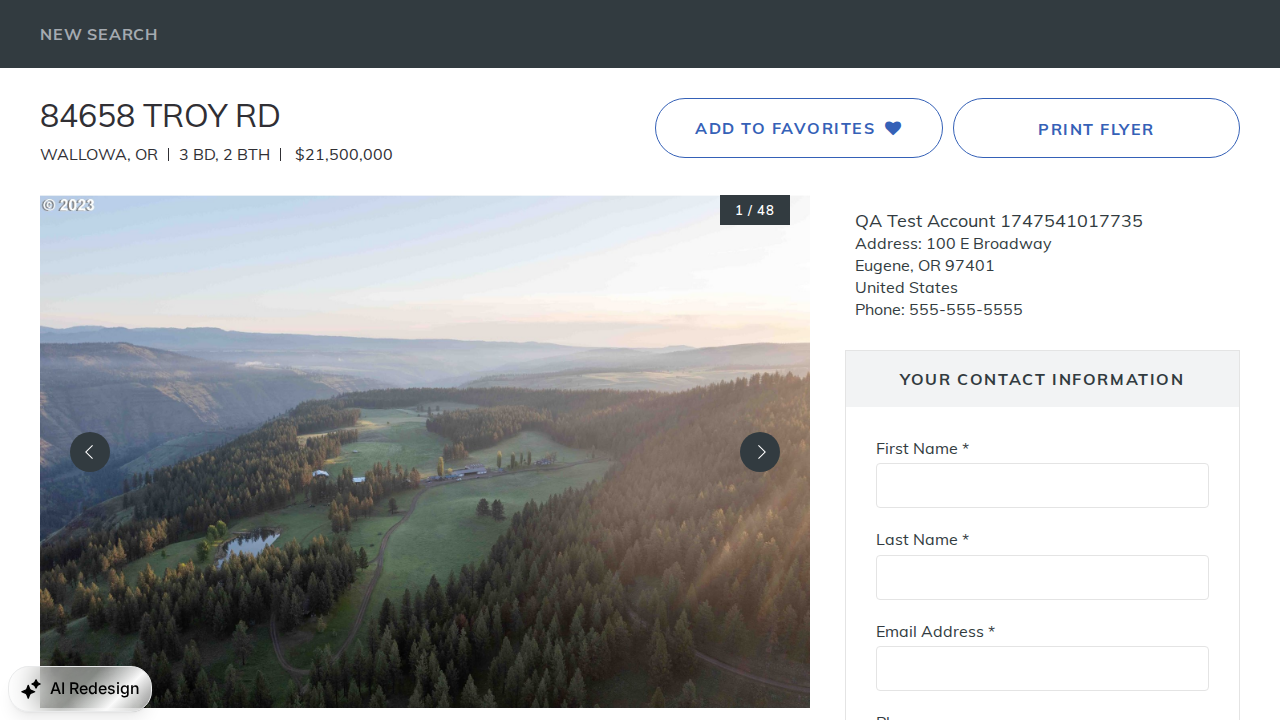 NEW SEARCH
84658 TROY RD
WALLOWA, OR | 3 BD, 2 BTH | $21,500,000
ADD TO FAVORITES
PRINT FLYER
© 2023
1 / 48
QA Test Account 1747541017735
Address: 100 E Broadway
Eugene, OR 97401
United States
Phone: 555-555-5555
YOUR CONTACT INFORMATION
First Name *
Last Name *
Email Address *
AI Redesign